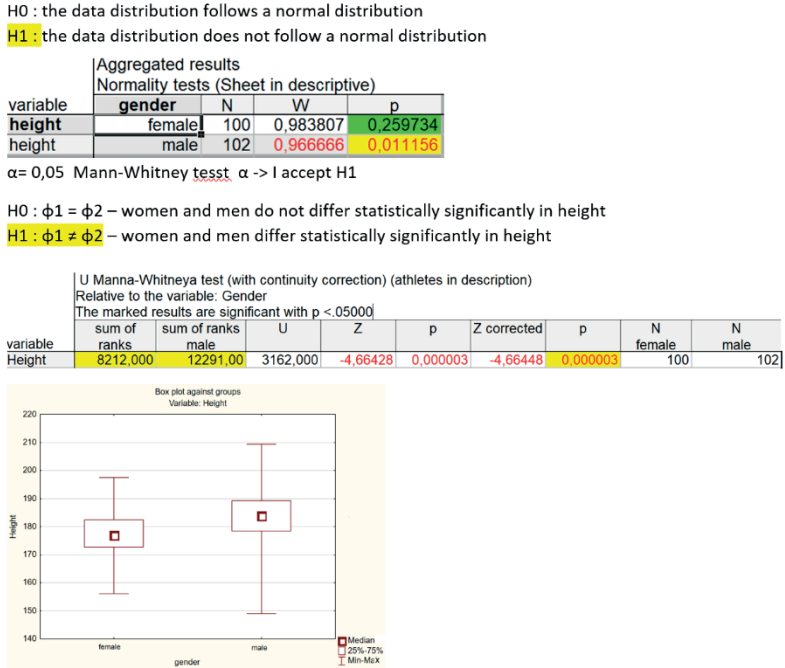 H0 : the data distribution follows a normal distribution
H1 : the data distribution does not follow a normal distribution
Aggregated results
Normality tests (Sheet in descriptive)
variable gender N W p
height female 100 0,983807 0,259734
height male 102 0,966666 0,011156
α= 0,05 Mann-Whitney tesst α -> I accept H1
H0 : ϕ1 = ϕ2 – women and men do not differ statistically significantly in height
H1 : ϕ1 ≠ ϕ2 – women and men differ statistically significantly in height
U Manna-Whitneya test (with continuity correction) (athletes in description)
Relative to the variable: Gender
The marked results are significant with p <.05000
variable sum of ranks sum of ranks male U Z p Z corrected p N female N male
Height 8212,000 12291,00 3162,000 -4,66428 0,000003 -4,66448 0,000003 100 102
Box plot against groups
Variable: Height
220
210
200
190
180
170
160
150
140
Height
female male
gender
Median
25%-75%
Min-Max